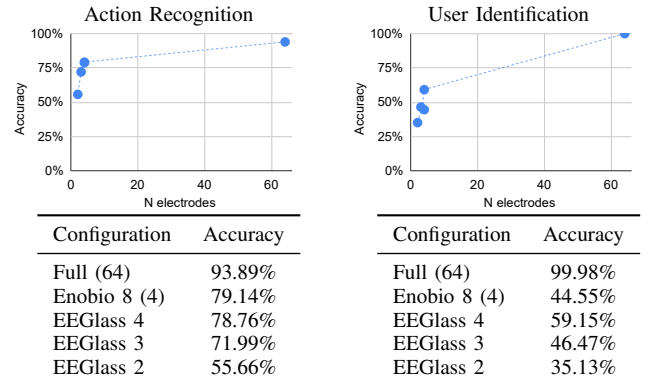 Action Recognition
100%
75%
50%
25%
0%
Accuracy
0 20 40 60
N electrodes
Configuration Accuracy
Full (64) 93.89%
Enobio 8 (4) 79.14%
EEGlass 4 78.76%
EEGlass 3 71.99%
EEGlass 2 55.66%
User Identification
100%
75%
50%
25%
0%
Accuracy
0 20 40 60
N electrodes
Configuration Accuracy
Full (64) 99.98%
Enobio 8 (4) 44.55%
EEGlass 4 59.15%
EEGlass 3 46.47%
EEGlass 2 35.13%